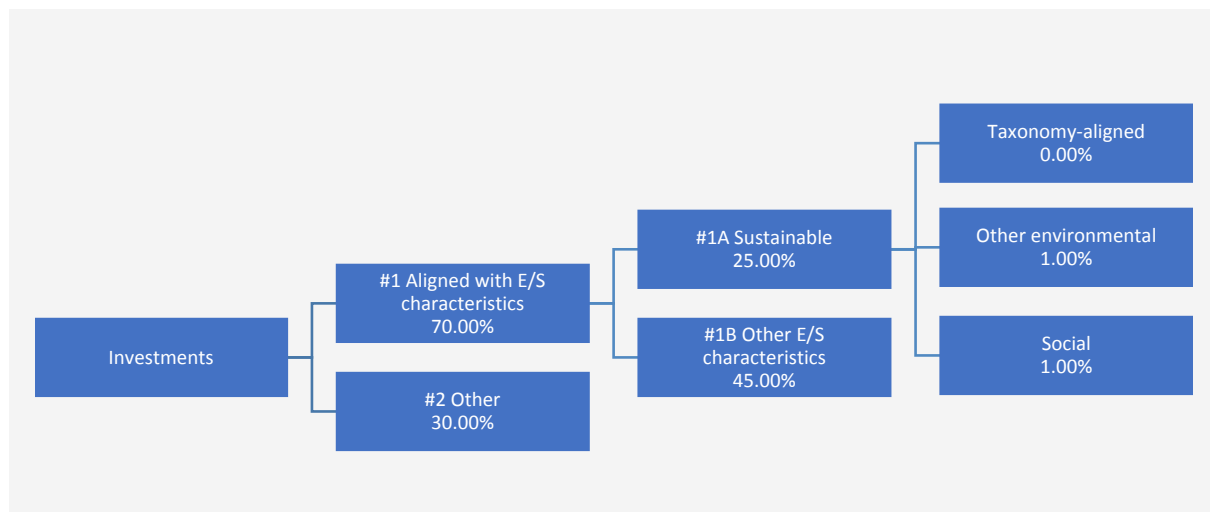 Investments
#1 Aligned with E/S
characteristics
70.00%
#2 Other
30.00%
#1A Sustainable
25.00%
#1B Other E/S
characteristics
45.00%
Taxonomy-aligned
0.00%
Other environmental
1.00%
Social
1.00%